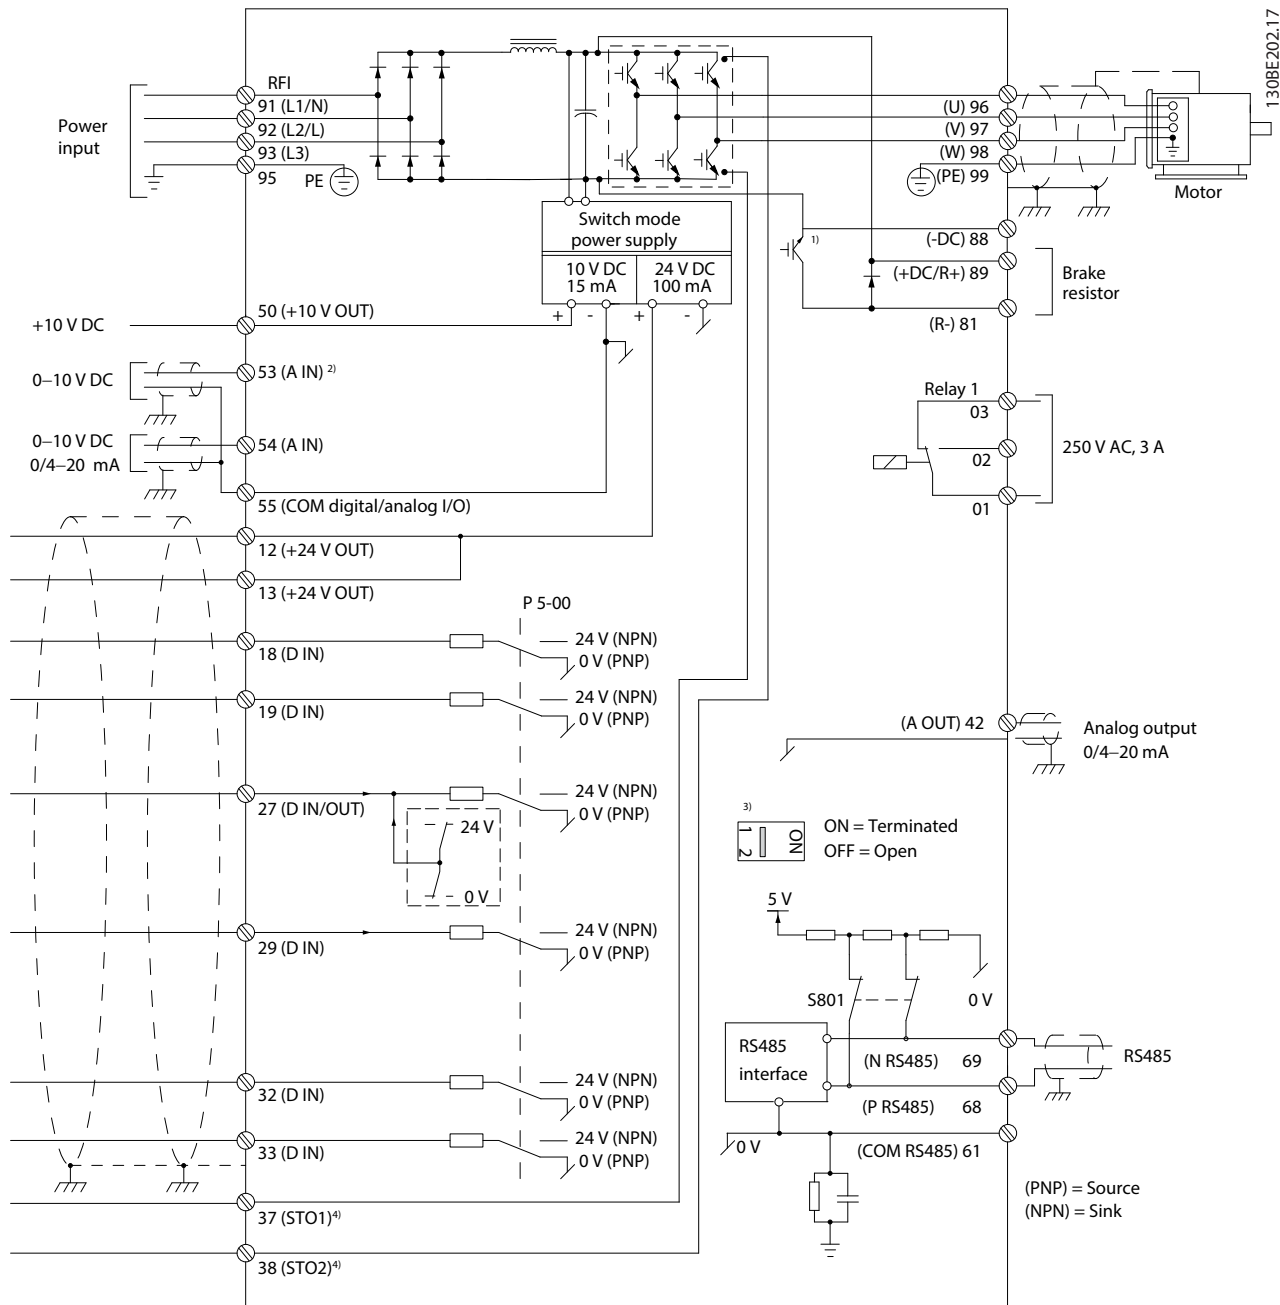 130BE202.17
Power
input
RFI
91 (L1/N)
92 (L2/L)
93 (L3)
95
PE
(U) 96
(V) 97
(W) 98
(PE) 99
Motor
Switch mode
power supply
10 V DC
15 mA
24 V DC
100 mA
+
-
+
-
1)
(-DC) 88
(+DC/R+) 89
(R-) 81
Brake
resistor
+10 V DC
50 (+10 V OUT)
0–10 V DC
53 (A IN) 2)
0–10 V DC
0/4–20 mA
54 (A IN)
55 (COM digital/analog I/O)
Relay 1
03
02
01
250 V AC, 3 A
12 (+24 V OUT)
13 (+24 V OUT)
P 5-00
18 (D IN)
24 V (NPN)
0 V (PNP)
19 (D IN)
24 V (NPN)
0 V (PNP)
27 (D IN/OUT)
24 V (NPN)
0 V (PNP)
24 V
0 V
29 (D IN)
24 V (NPN)
0 V (PNP)
32 (D IN)
24 V (NPN)
0 V (PNP)
33 (D IN)
24 V (NPN)
0 V (PNP)
37 (STO1)4)
38 (STO2)4)
(A OUT) 42
Analog output
0/4–20 mA
3)
1 2
ON
ON = Terminated
OFF = Open
5 V
S801
0 V
RS485
interface
(N RS485) 69
(P RS485) 68
RS485
0 V
(COM RS485) 61
(PNP) = Source
(NPN) = Sink